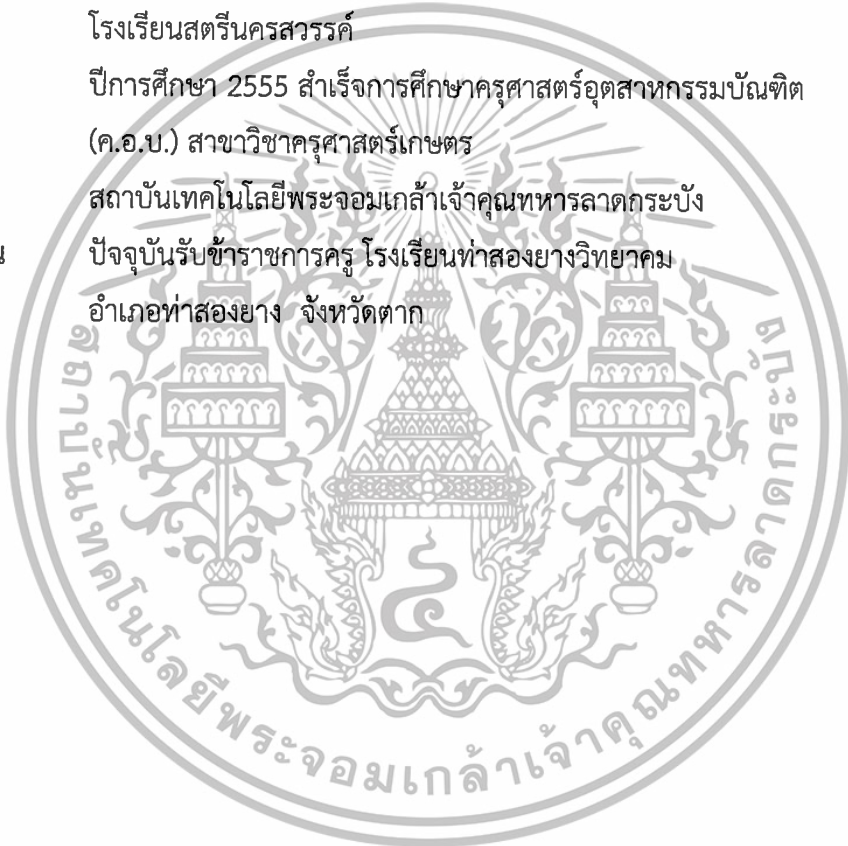 โรงเรียนสตรีนครสวรรค์
ปีการศึกษา 2555 สำเร็จการศึกษาครุศาสตร์อุตสาหกรรมบัณฑิต
(ค.อ.บ.) สาขาวิชาครุศาสตร์เกษตร
สถาบันเทคโนโลยีพระจอมเกล้าเจ้าคุณทหารลาดกระบัง
น ปัจจุบันรับข้าราชการครู โรงเรียนท่าสองยางวิทยาคม
อำเภอท่าสองยาง จังหวัดตาก
๔
สถาบันเทคโนโลยีพระจอมเกล้าเจ้าคุณทหารลาดกระบัง